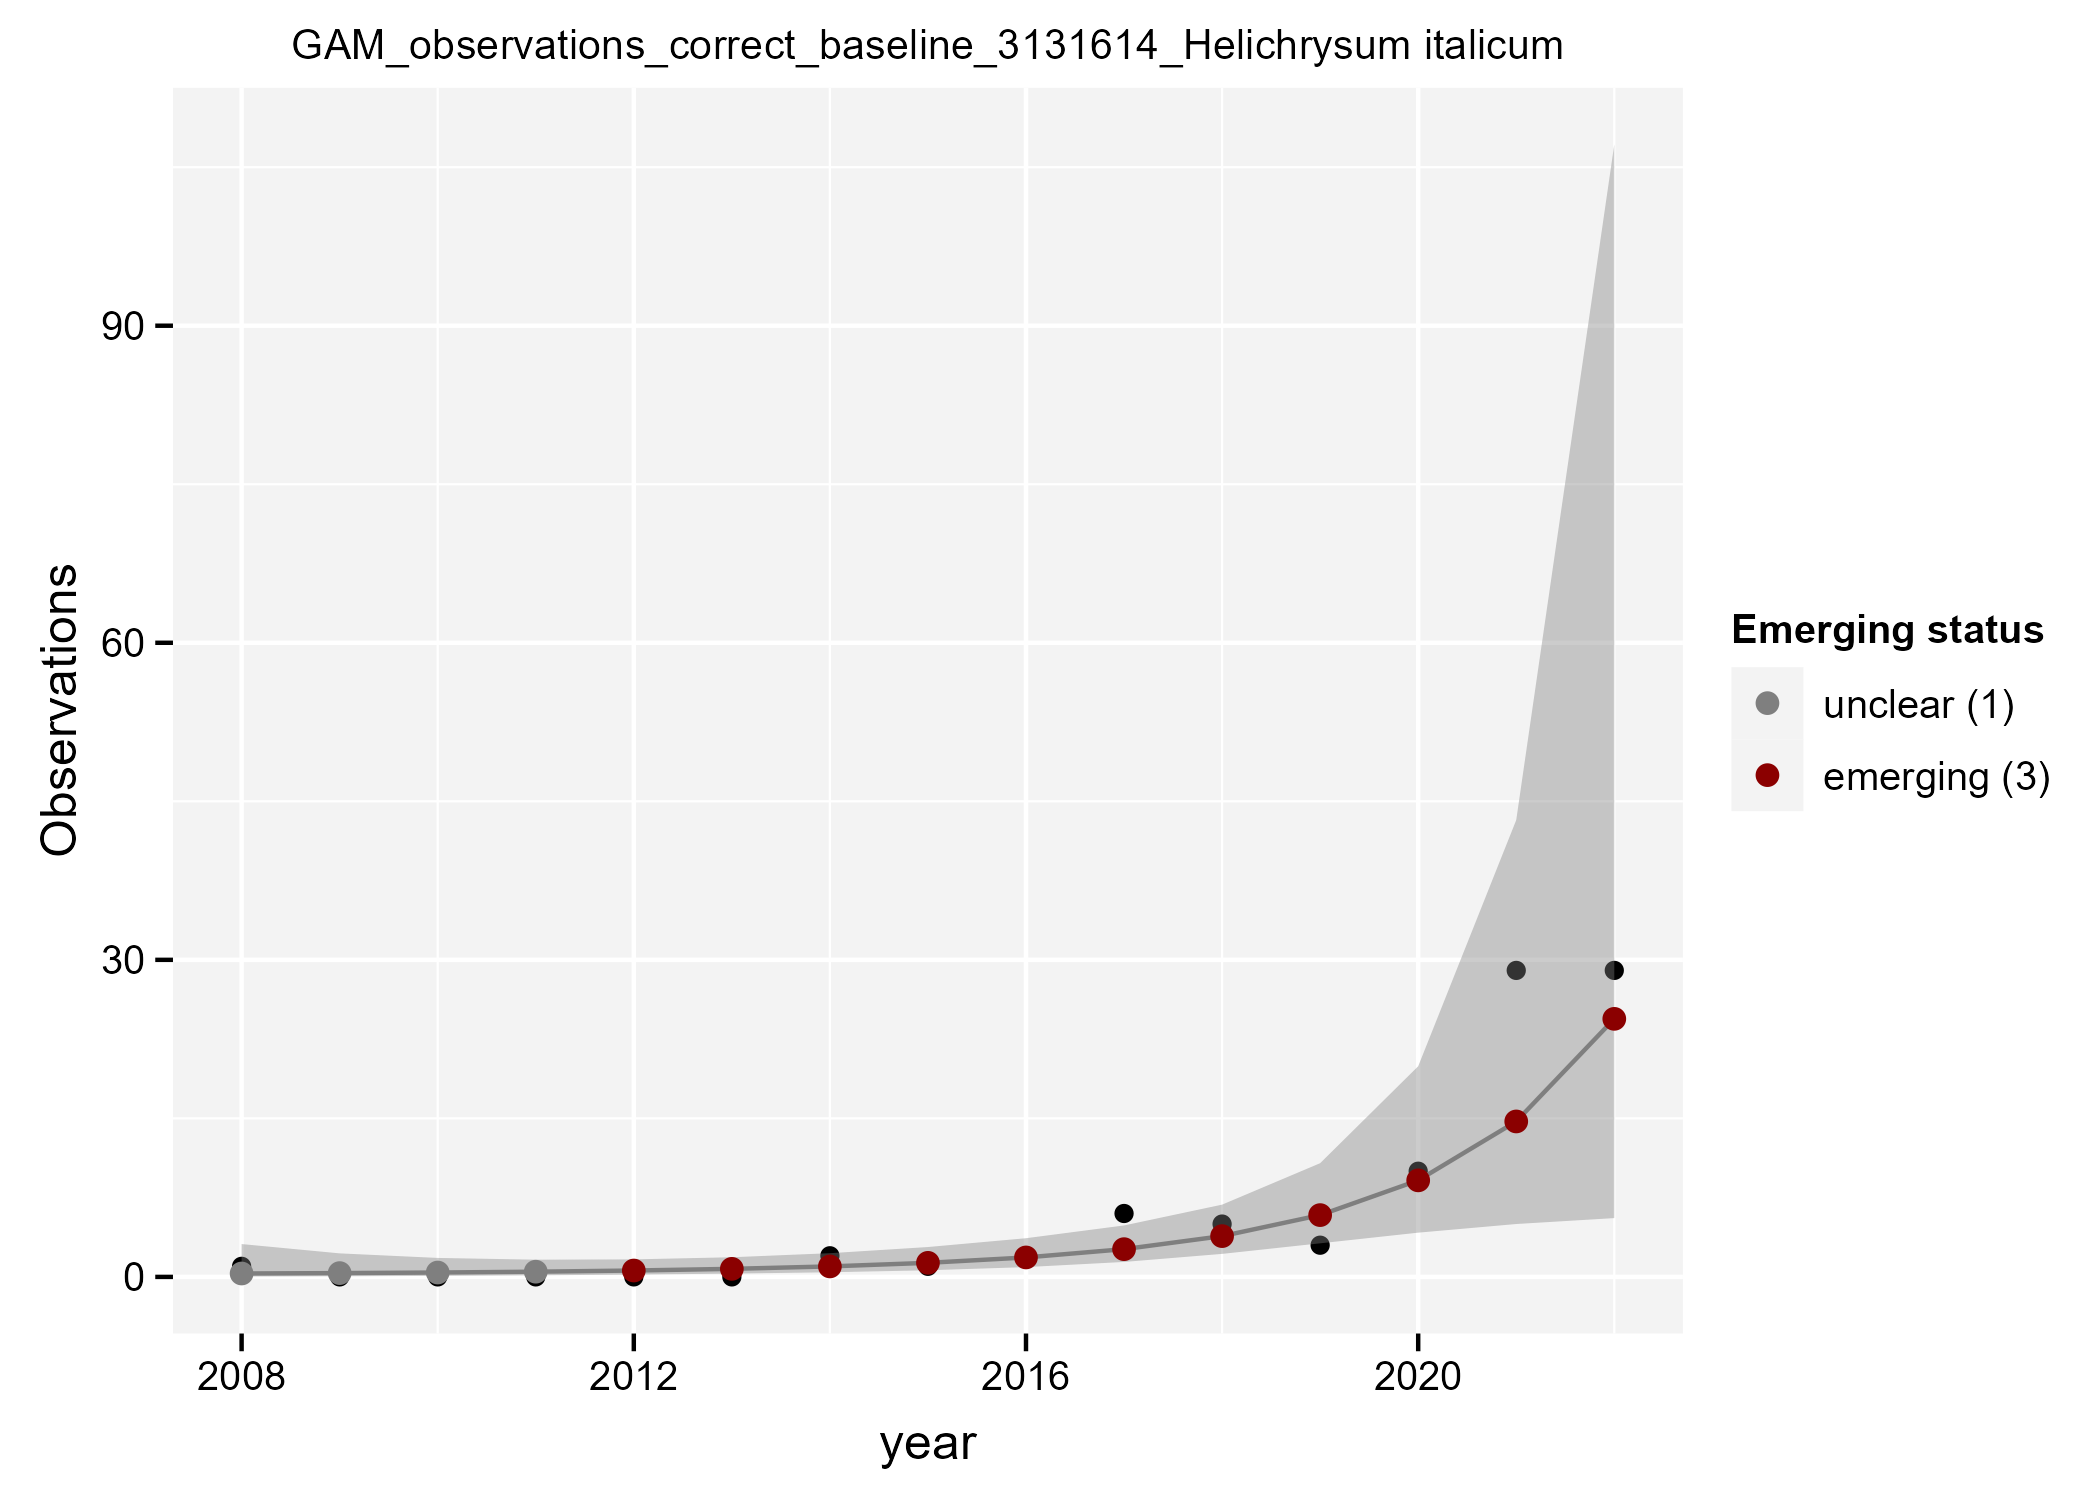 GAM_observations_correct_baseline_3131614_Helichrysum italicum
Observations
90
60
30
0
2008
2012
2016
2020
year
Emerging status
unclear (1)
emerging (3)